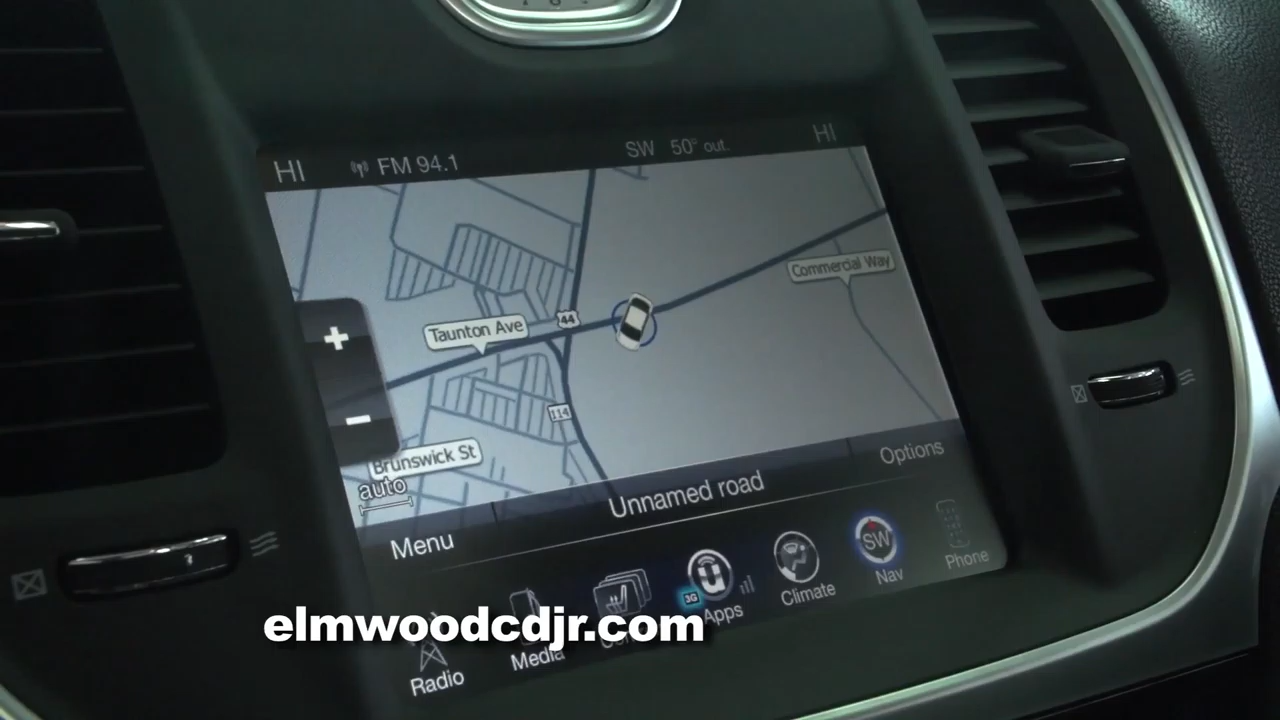 HI FM 94.1 SW 50° out. HI
Commercial Way
44
Taunton Ave
+
114
-
Brunswick St
auto
Options
Unnamed road
Menu
SW
3G
Phone
Nav
Climate
Apps
elmwoodcdjr.com
Media
Radio